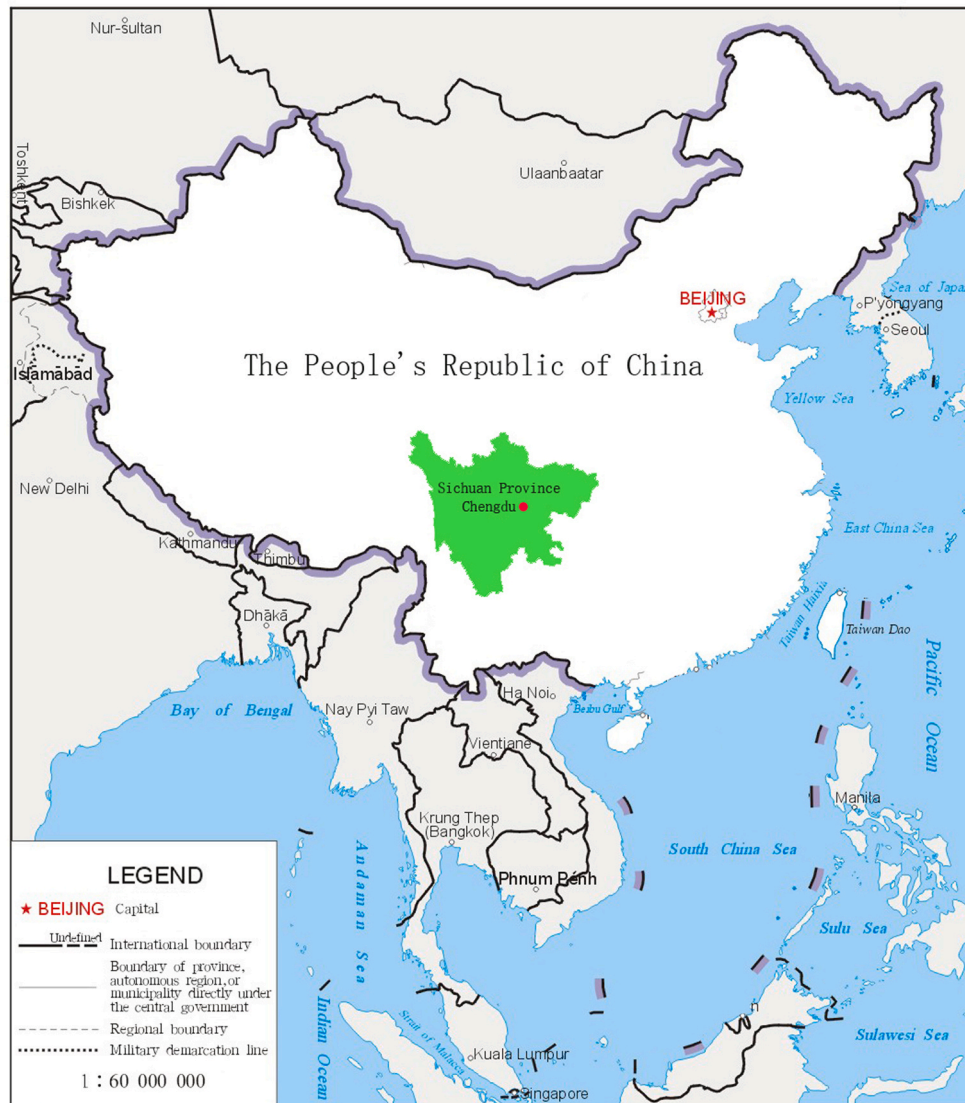 Nur-sultan
Toshkent
Bishkek
Ulaanbaatar
BEIJING
Sea of Japan
P'yŏngyang
Seoul
Islāmābād
The People's Republic of China
Yellow Sea
New Delhi
Sichuan Province
Chengdu
Kathmandu
Thimbu
East China Sea
Dhākā
Taiwan Haixia
Taiwan Dao
Pacific Ocean
Bay of Bengal
Nay Pyi Taw
Ha Noi
Beibu Gulf
Vientiane
Manila
Krung Thep
(Bangkok)
South China Sea
Andaman Sea
Phnum Pénh
Sulu Sea
LEGEND
★ BEIJING Capital
Undefined
International boundary
Boundary of province,
autonomous region, or
municipality directly under
the central government
Regional boundary
Military demarcation line
1:60 000 000
Indian Ocean
Strait of Malacca
Kuala Lumpur
Singapore
n
Sulawesi Sea